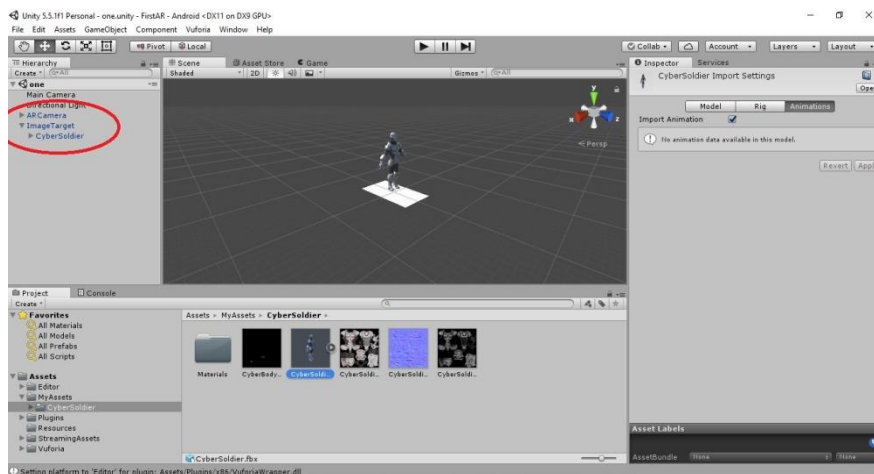 Unity 5.5.1f1 Personal - one.unity - FirstAR - Android <DX11 on DX9 GPU>
File Edit Assets GameObject Component Vuforia Window Help
Pivot Local Collab Account Layers Layout
Hierarchy
Create All
one
Main Camera
Directional Light
ARCamera
ImageTarget
CyberSoldier
Scene Asset Store Game
Shaded 2D Gizmos All
y
x z
Persp
Inspector Services
CyberSoldier Import Settings
Ope
Model Rig Animations
Import Animation
No animation data available in this model.
Revert Appl
Project Console
Create
Favorites
All Materials
All Models
All Prefabs
All Scripts
Assets
Editor
MyAssets
CyberSoldier
Plugins
Resources
StreamingAssets
Vuforia
Assets MyAssets CyberSoldier
Materials CyberBody... CyberSoldi... CyberSoldi... CyberSoldi... CyberSoldi...
CyberSoldier.fbx
Asset Labels
AssetBundle None None
Setting platform to 'Editor' for plugin: Assets/Plugins/x86/VuforiaWrapper.dll